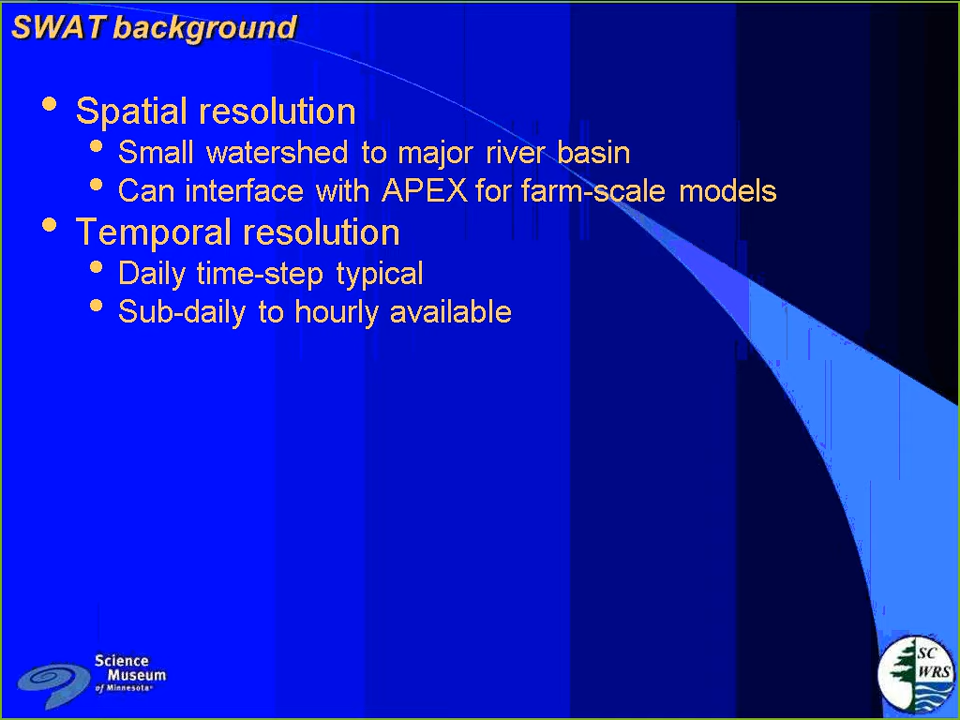 SWAT background
• Spatial resolution
• Small watershed to major river basin
• Can interface with APEX for farm-scale models
• Temporal resolution
• Daily time-step typical
• Sub-daily to hourly available
Science
Museum
of Minnesota
SC
WRS